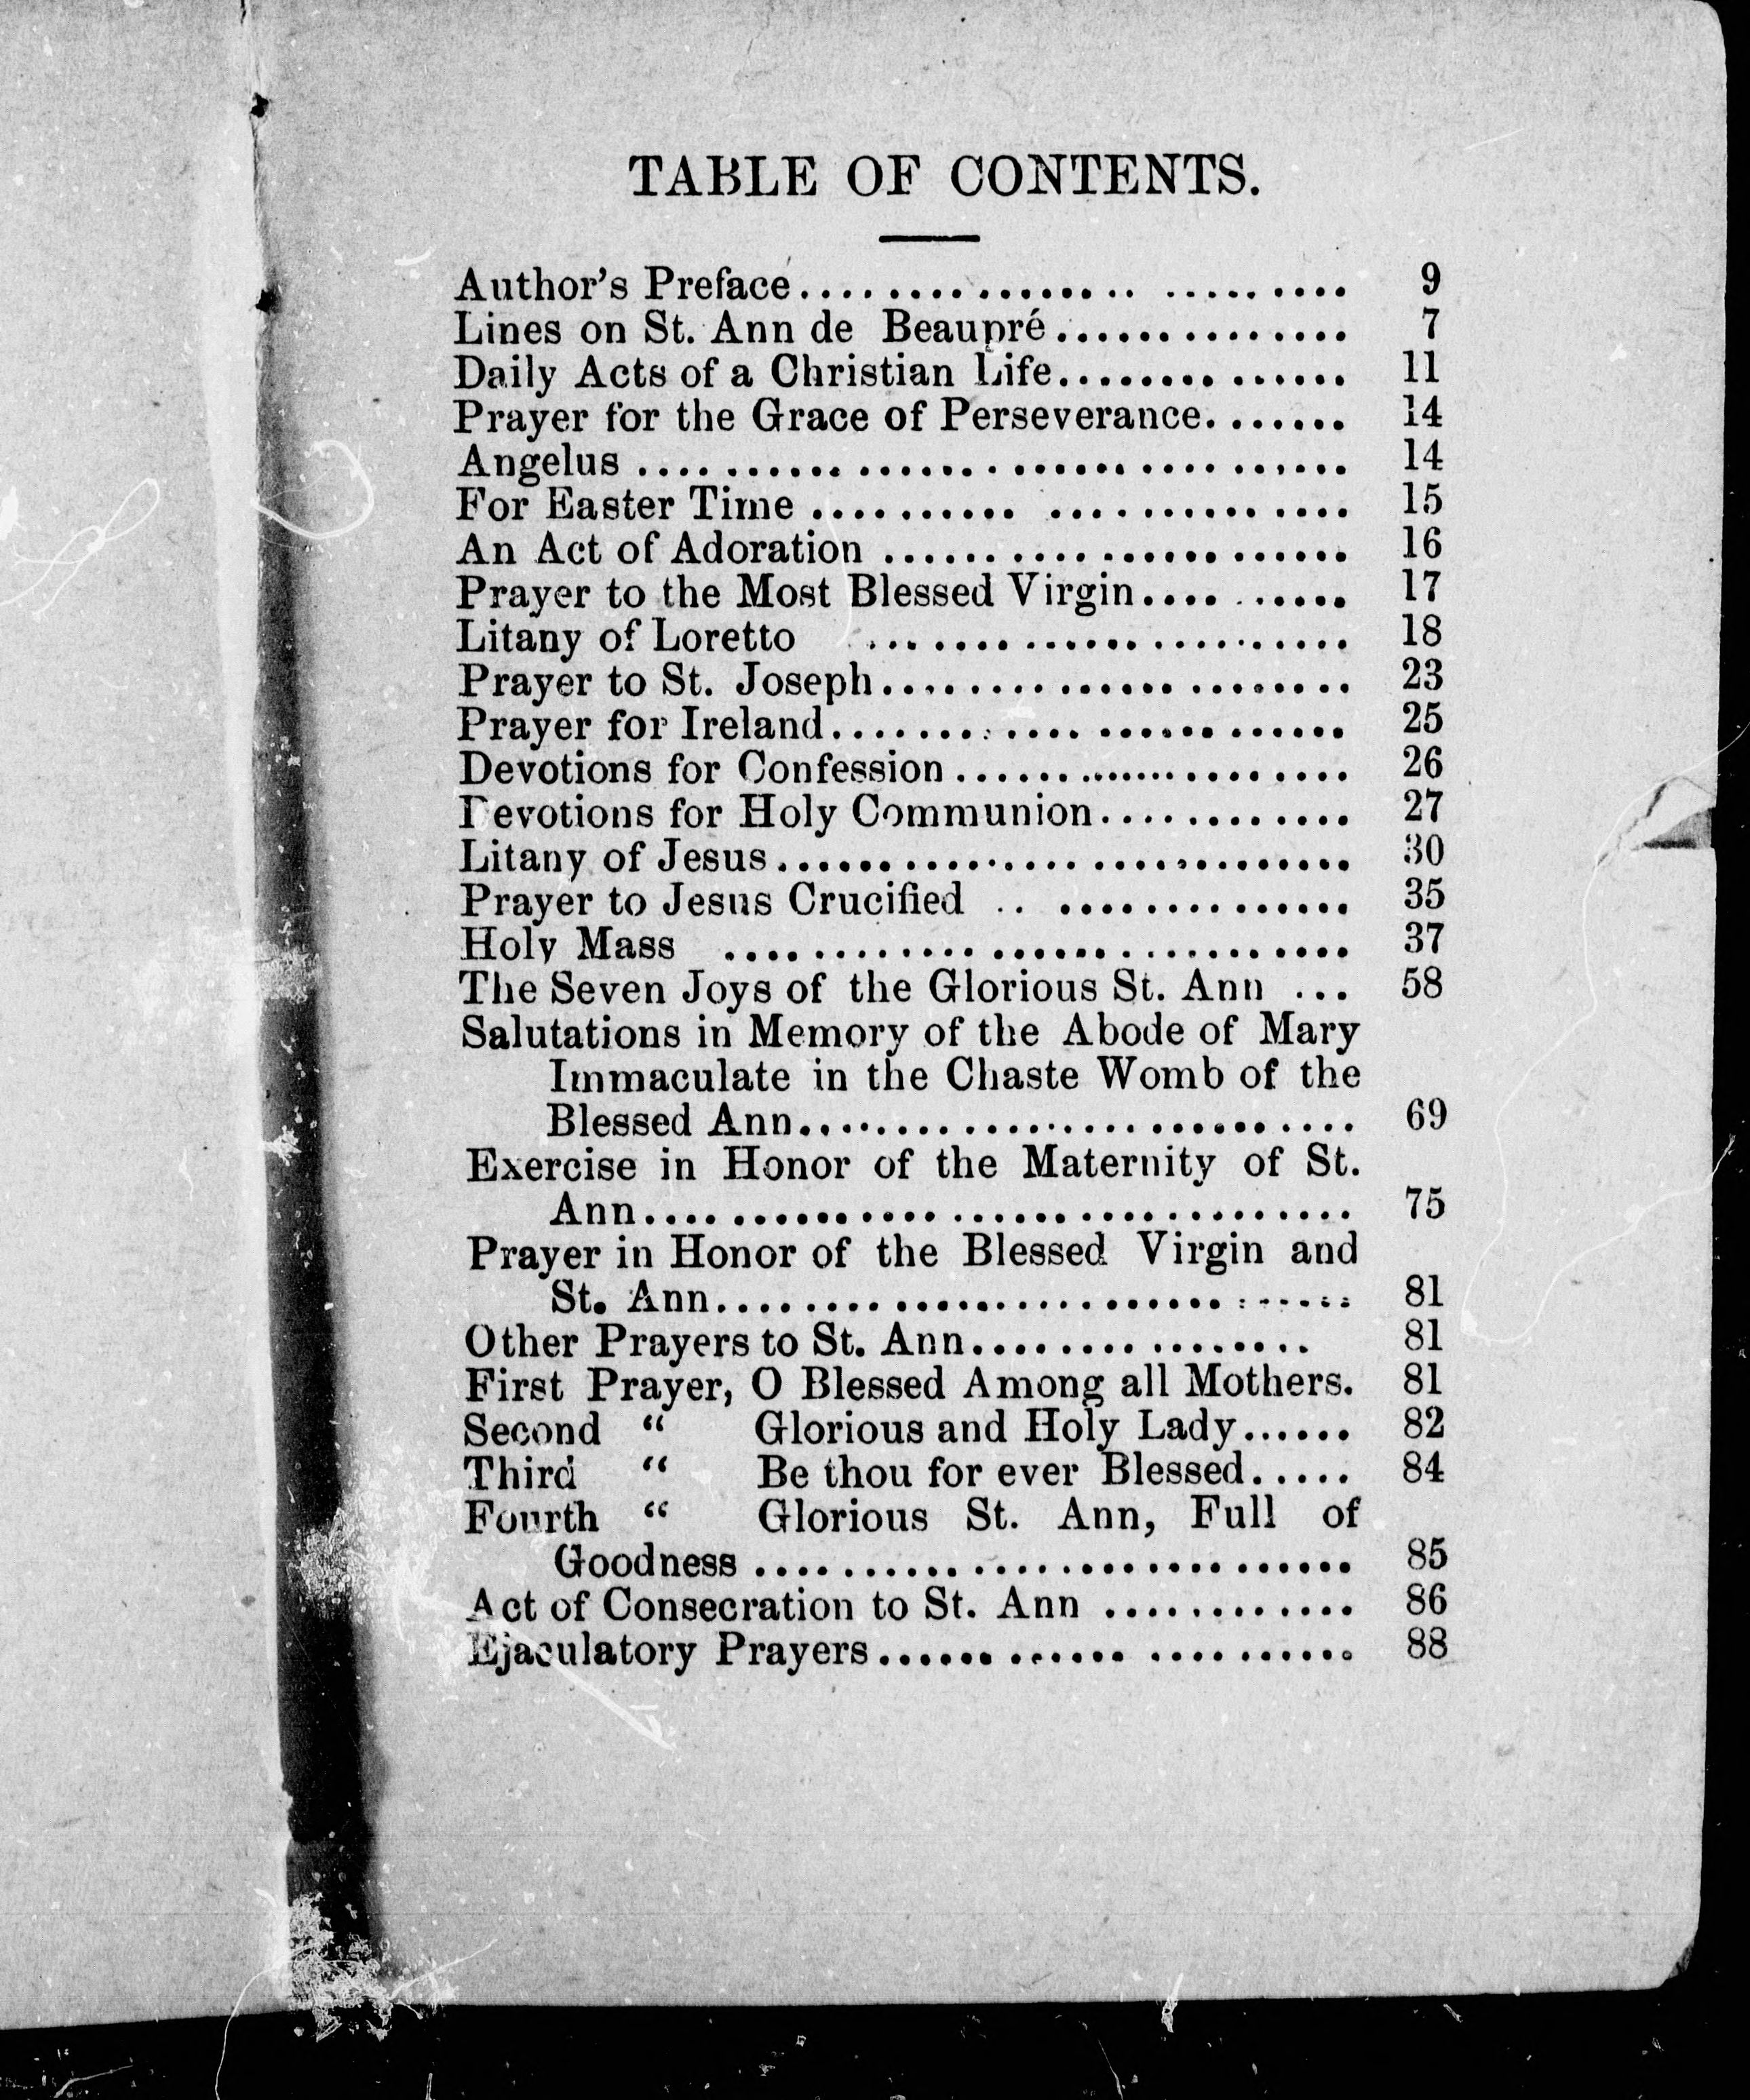 TABLE OF CONTENTS.
Author's Preface.................. ......... 9
Lines on St. Ann de Beaupré.............. 7
Daily Acts of a Christian Life............. 11
Prayer for the Grace of Perseverance....... 14
Angelus ................................ 14
For Easter Time .......... .............. 15
An Act of Adoration ...................... 16
Prayer to the Most Blessed Virgin.... ...... 17
Litany of Loretto ...................... 18
Prayer to St. Joseph...................... 23
Prayer for Ireland........................ 25
Devotions for Confession................... 26
Devotions for Holy Communion............ 27
Litany of Jesus........................... 30
Prayer to Jesus Crucified .. .............. 35
Holy Mass ............................ 37
The Seven Joys of the Glorious St. Ann ... 58
Salutations in Memory of the Abode of Mary
Immaculate in the Chaste Womb of the
Blessed Ann.......................... 69
Exercise in Honor of the Maternity of St.
Ann................................. 75
Prayer in Honor of the Blessed Virgin and
St. Ann.............................. 81
Other Prayers to St. Ann................ 81
First Prayer, O Blessed Among all Mothers. 81
Second “ Glorious and Holy Lady...... 82
Third “ Be thou for ever Blessed..... 84
Fourth “ Glorious St. Ann, Full of
Goodness ............................ 85
Act of Consecration to St. Ann ............ 86
Ejaculatory Prayers...................... 88